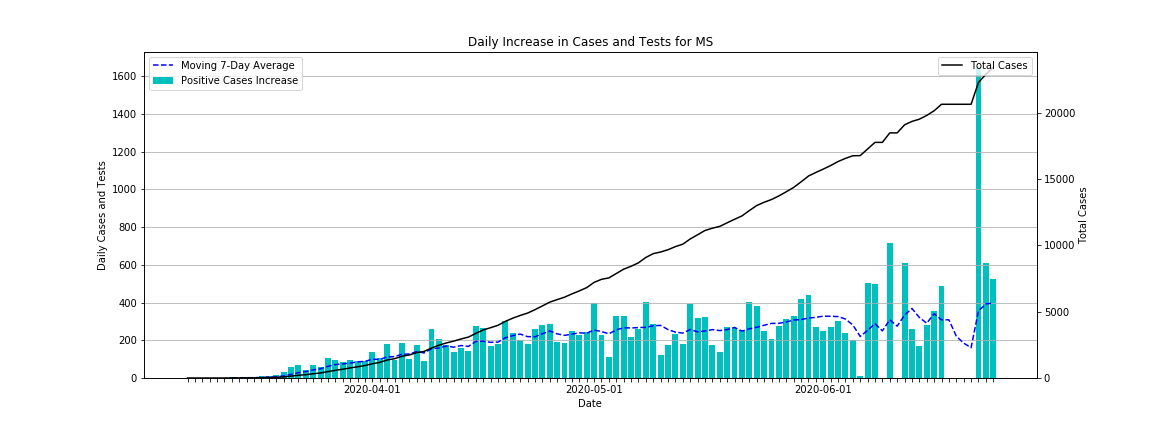 Daily Increase in Cases and Tests for MS
Moving 7-Day Average
Positive Cases Increase
Total Cases
1600
1400
1200
1000
800
600
400
200
0
Daily Cases and Tests
20000
15000
10000
5000
0
Total Cases
2020-04-01
2020-05-01
2020-06-01
Date